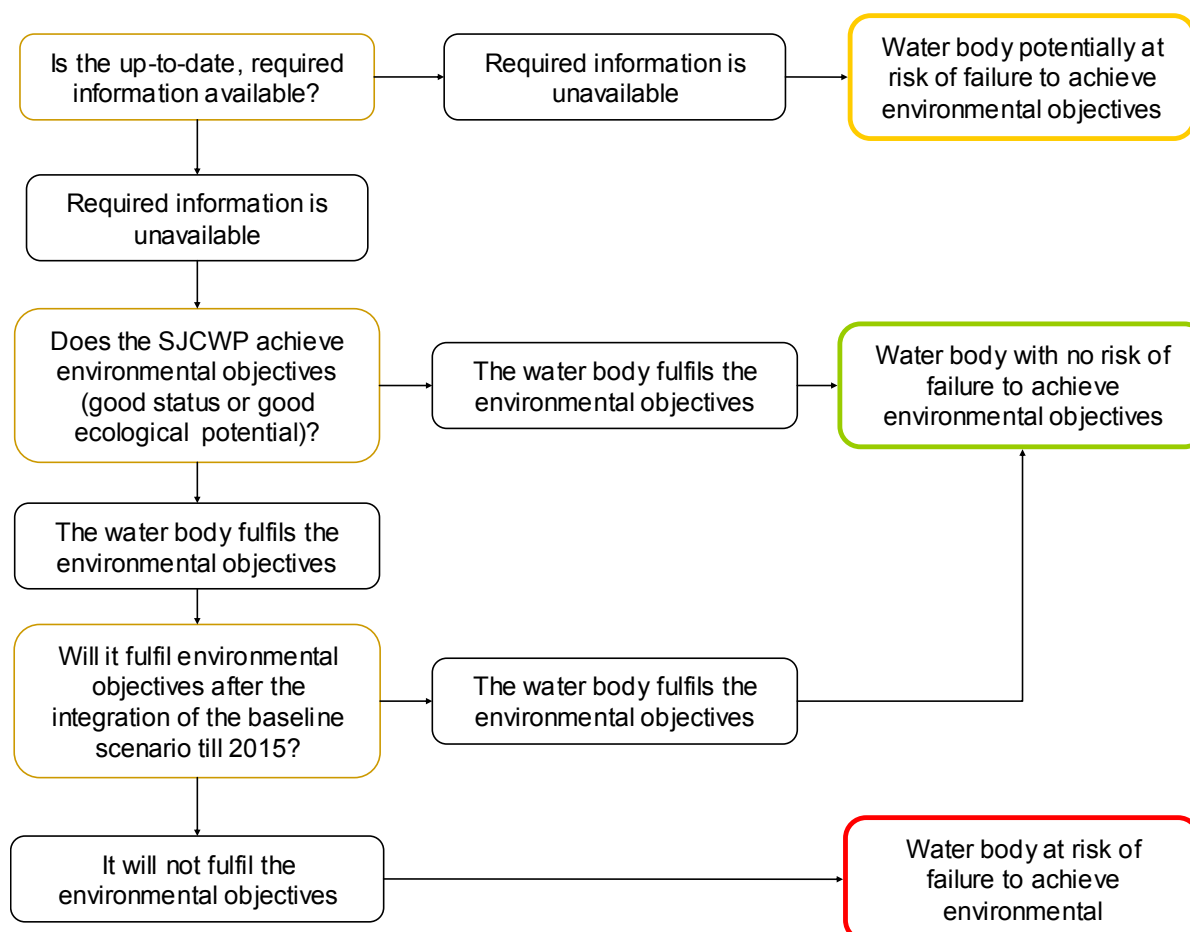 Is the up-to-date, required
information available?
Required information is
unavailable
Water body potentially at
risk of failure to achieve
environmental objectives
Required information is
unavailable
Does the SJCWP achieve
environmental objectives
(good status or good
ecological potential)?
The water body fulfils the
environmental objectives
Water body with no risk of
failure to achieve
environmental objectives
The water body fulfils the
environmental objectives
Will it fulfil environmental
objectives after the
integration of the baseline
scenario till 2015?
The water body fulfils the
environmental objectives
It will not fulfil the
environmental objectives
Water body at risk of
failure to achieve
environmental